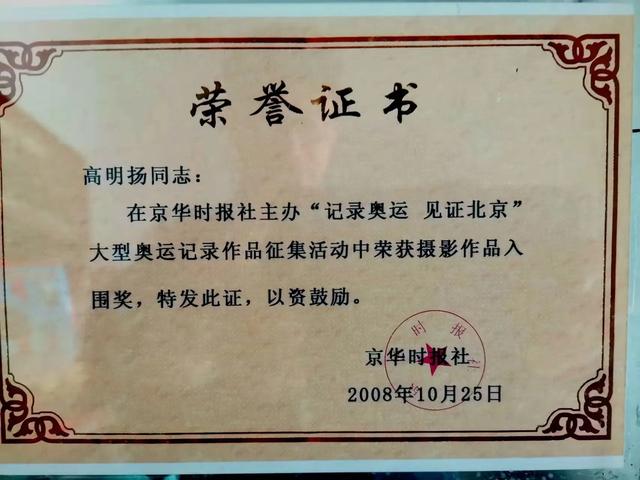 荣誉证书
高明扬同志：
在京华时报社主办“记录奥运 见证北京”
大型奥运记录作品征集活动中荣获摄影作品入
围奖，特发此证，以资鼓励。
京华时报社
2008年10月25日